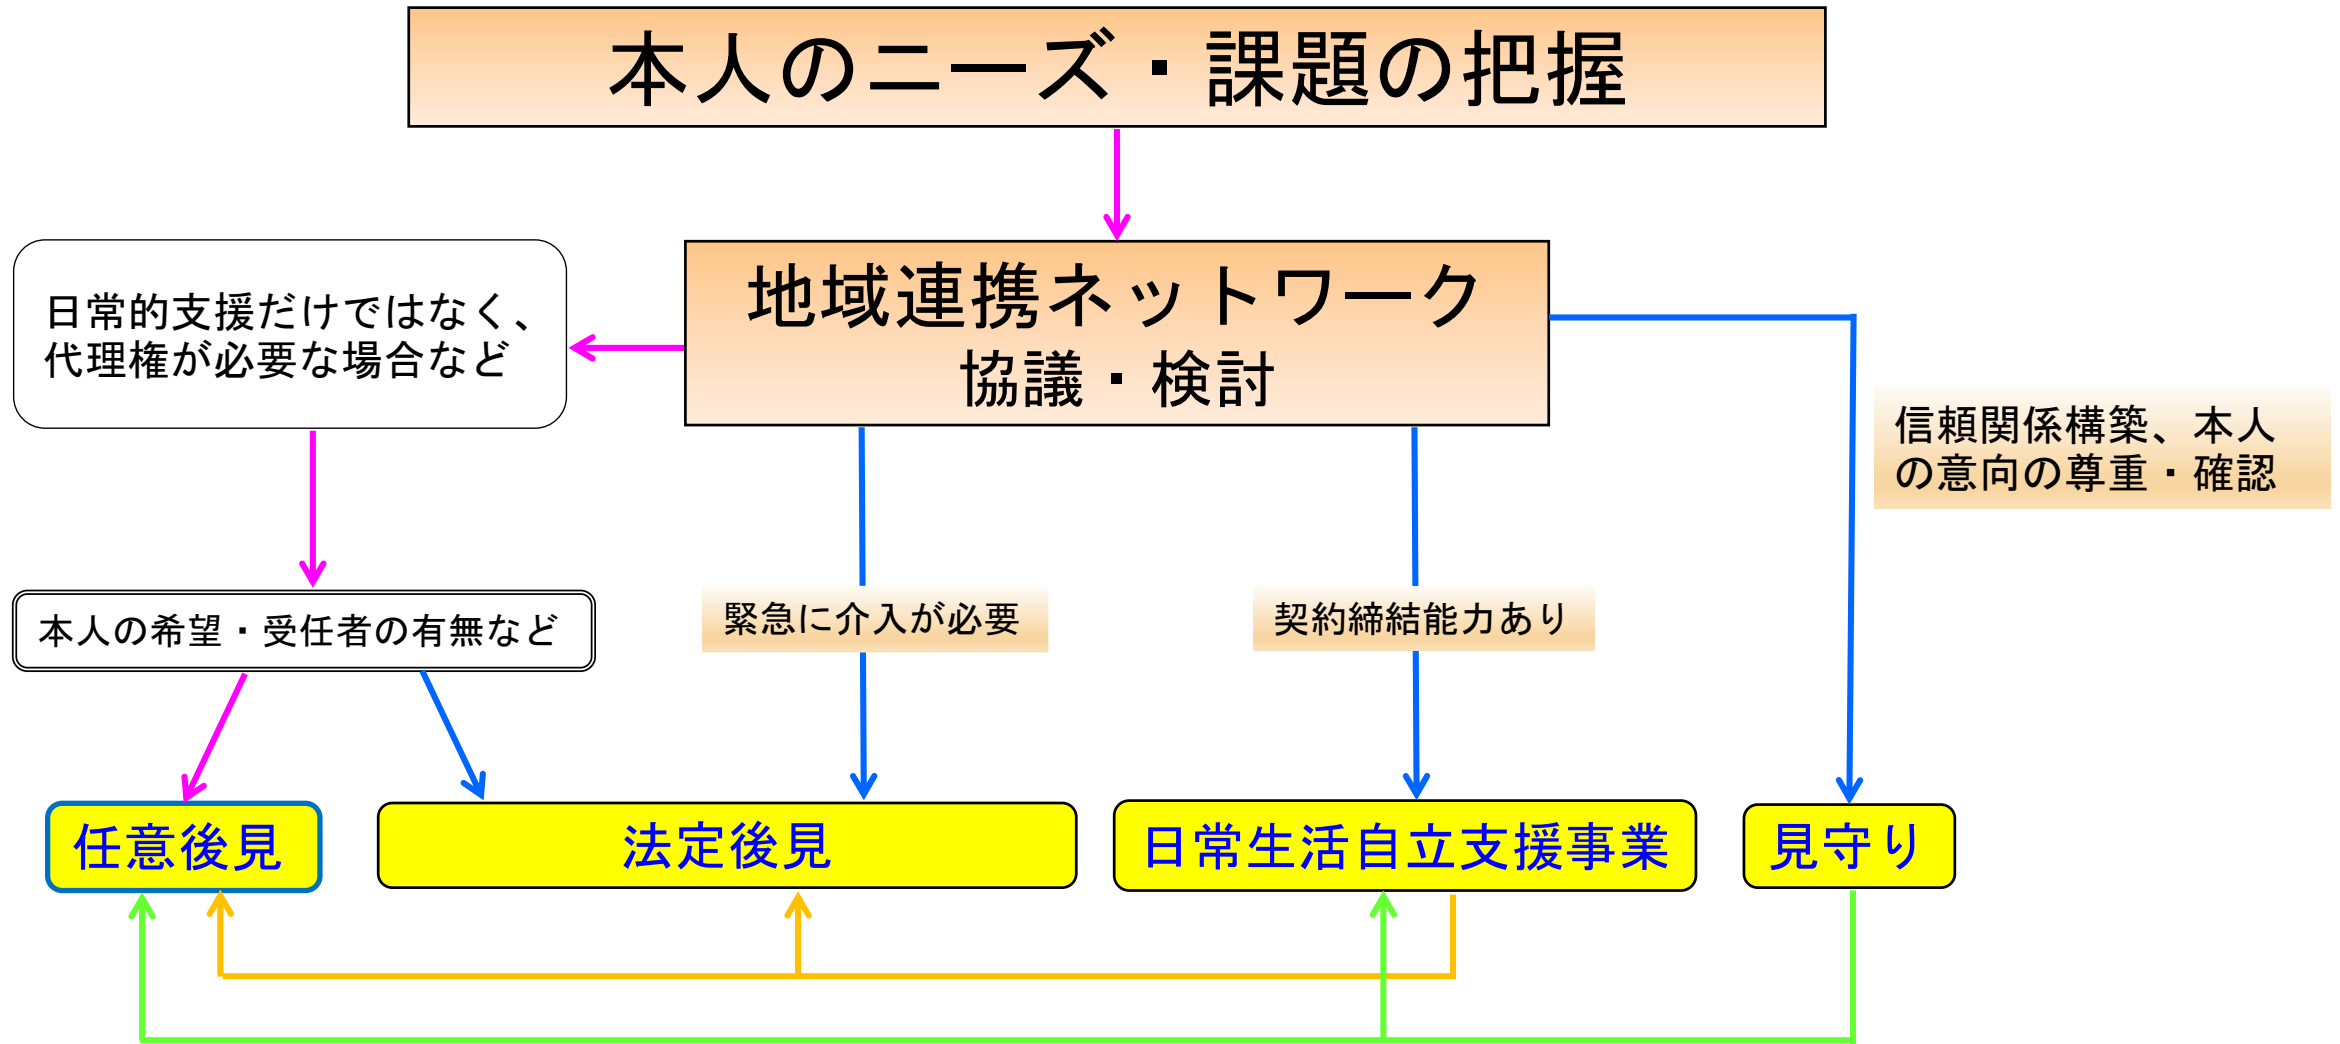 本人のニーズ・課題の把握
地域連携ネットワーク
協議・検討
日常的支援だけではなく、
代理権が必要な場合など
信頼関係構築、本人
の意向の尊重・確認
本人の希望・受任者の有無など
緊急に介入が必要
契約締結能力あり
任意後見
法定後見
日常生活自立支援事業
見守り